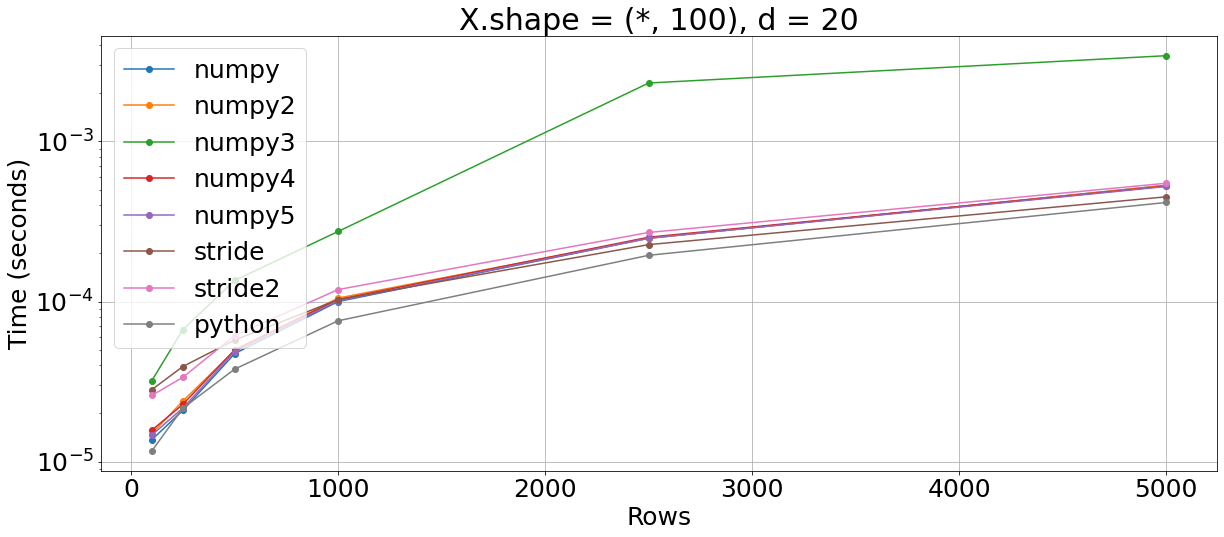 X.shape = (*, 100), d = 20
numpy
numpy2
numpy3
numpy4
numpy5
stride
stride2
python
Time (seconds)
10⁻³
10⁻⁴
10⁻⁵
0 1000 2000 3000 4000 5000
Rows